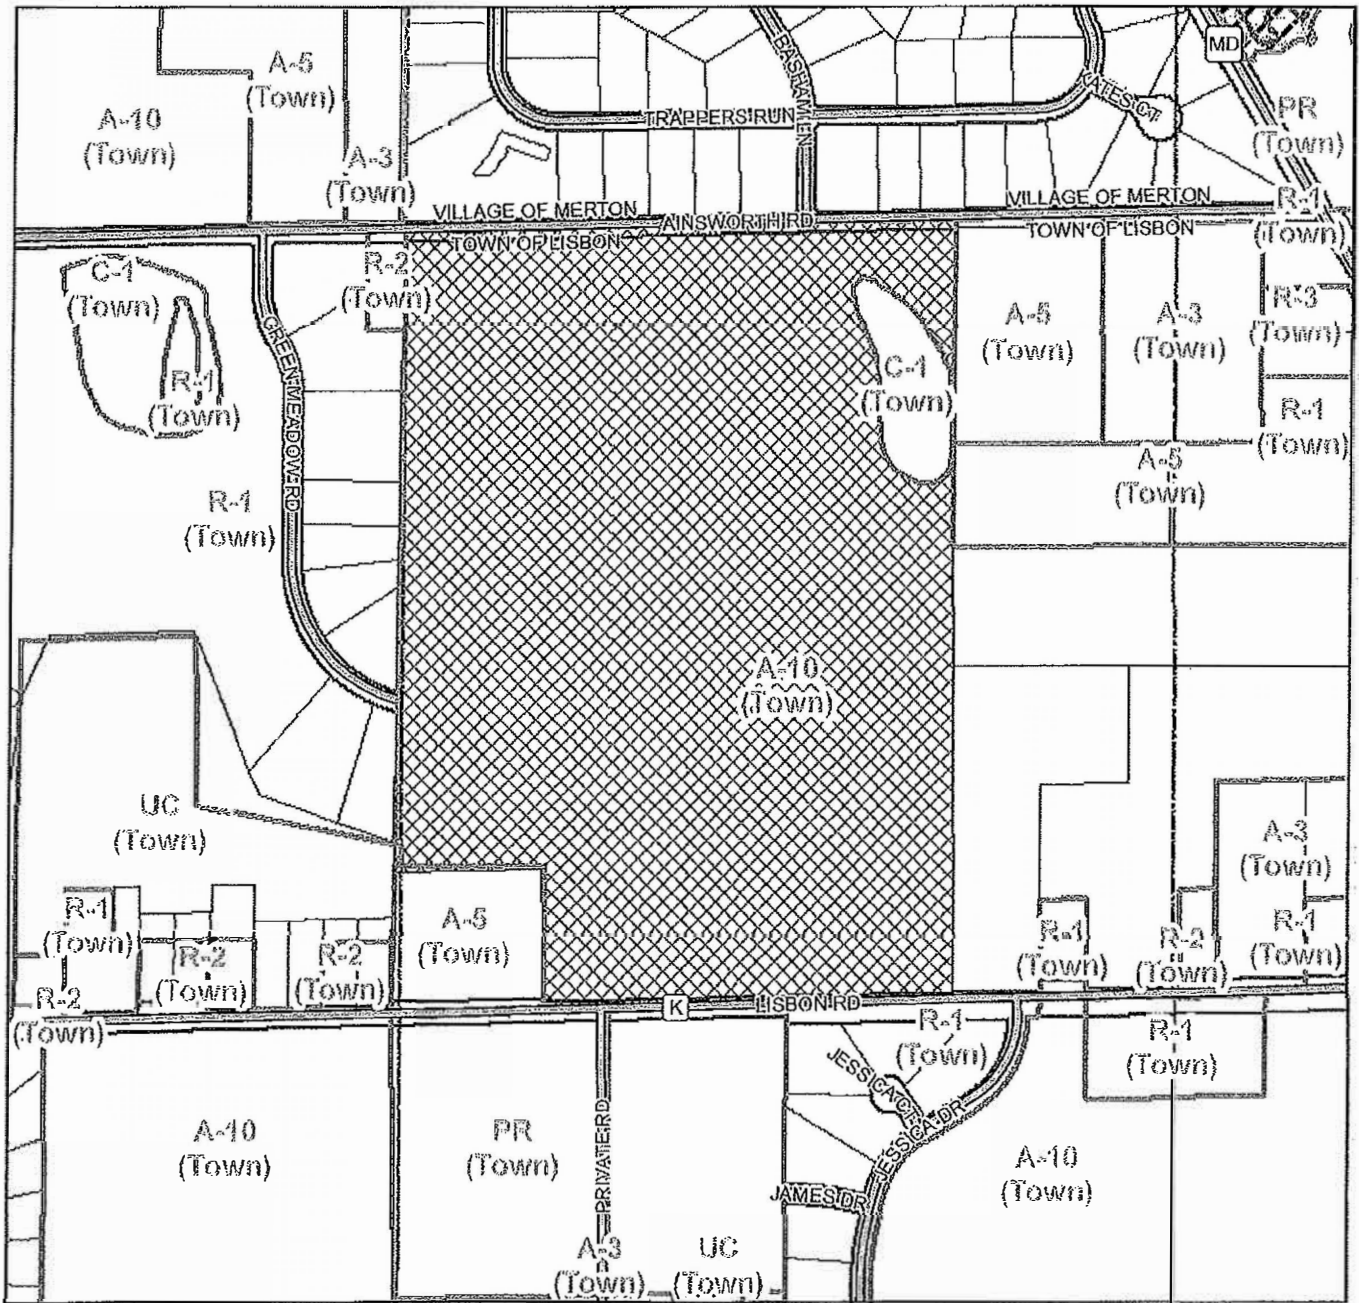 MD
A-5
(Town)
A-10
(Town)
A-3
(Town)
BASHAM LN
YATES CT
TRAPPERS RUN
PR
(Town)
VILLAGE OF MERTON
AINSWORTH RD
VILLAGE OF MERTON
R-1
(Town)
TOWN OF LISBON
TOWN OF LISBON
C-1
(Town)
R-2
(Town)
R-3
(Town)
A-5
(Town)
A-3
(Town)
GREEN MEADOW RD
R-1
(Town)
C-1
(Town)
R-1
(Town)
A-5
(Town)
R-1
(Town)
A-10
(Town)
UC
(Town)
A-3
(Town)
R-1
(Town)
A-5
(Town)
R-2
(Town)
R-2
(Town)
R-1
(Town)
R-2
(Town)
R-1
(Town)
R-2
(Town)
K
LISBON RD
R-1
(Town)
R-1
(Town)
JESSICA CT
JESSICA DR
A-10
(Town)
PR
(Town)
PRIVATE RD
A-10
(Town)
JAMES DR
A-3
(Town)
UC
(Town)